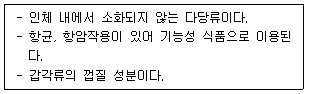 - 인체 내에서 소화되지 않는 다당류이다.
- 항균, 항암작용이 있어 기능성 식품으로 이용된
다.
- 갑각류의 껍질 성분이다.